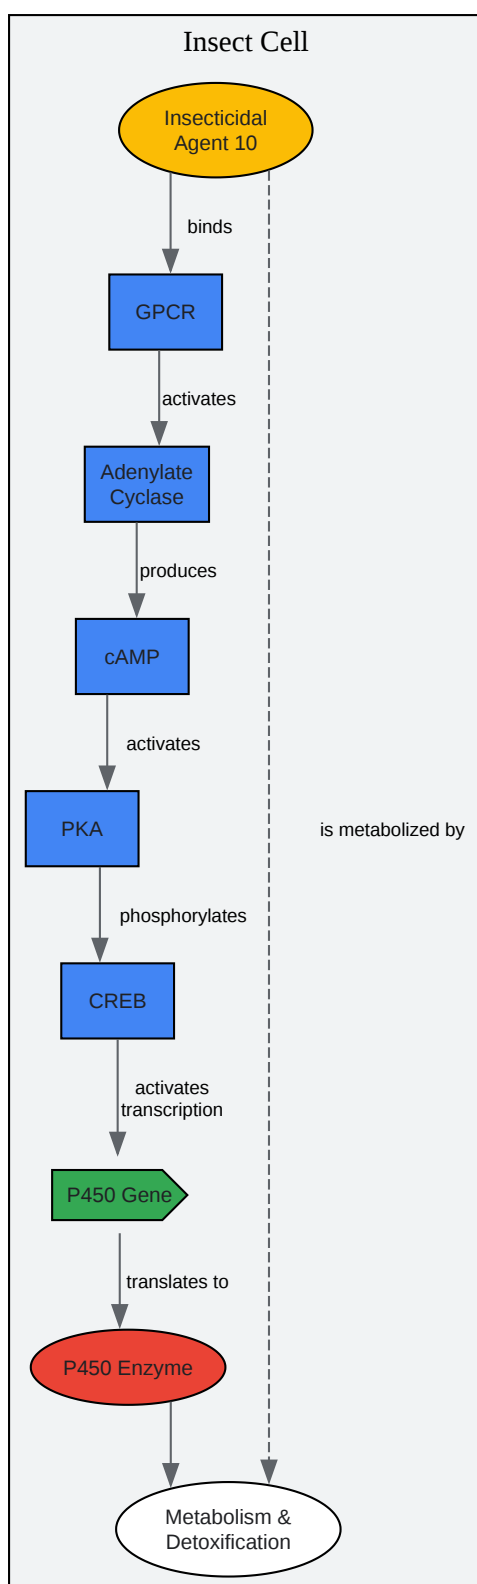 Insect Cell
Insecticidal
Agent 10
binds
GPCR
activates
Adenylate
Cyclase
produces
cAMP
activates
PKA
is metabolized by
phosphorylates
CREB
activates
transcription
P450 Gene
translates to
P450 Enzyme
Metabolism &
Detoxification